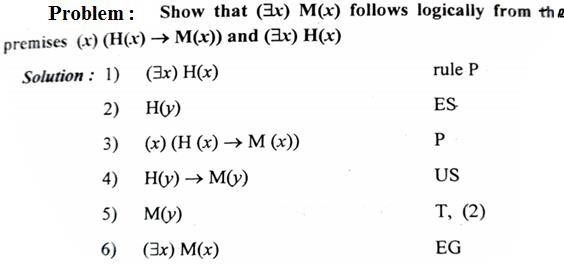 Problem : Show that (∃x) M(x) follows logically from the
premises (x) (H(x) → M(x)) and (∃x) H(x)
Solution : 1) (∃x) H(x) rule P
2) H(y) ES
3) (x) (H (x) → M (x)) P
4) H(y) → M(y) US
5) M(y) T, (2)
6) (∃x) M(x) EG